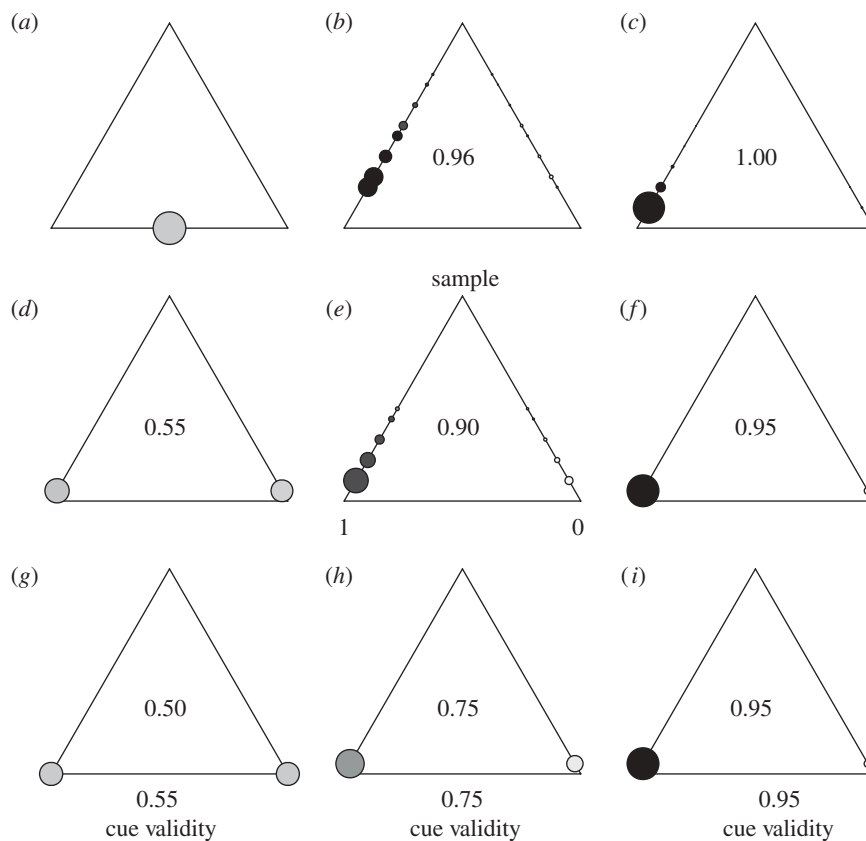 (a)
(b)
(c)
0.96
1.00
sample
(d)
(e)
(f)
0.55
0.90
0.95
1
0
(g)
(h)
(i)
0.50
0.75
0.95
0.55
0.75
0.95
cue validity
cue validity
cue validity